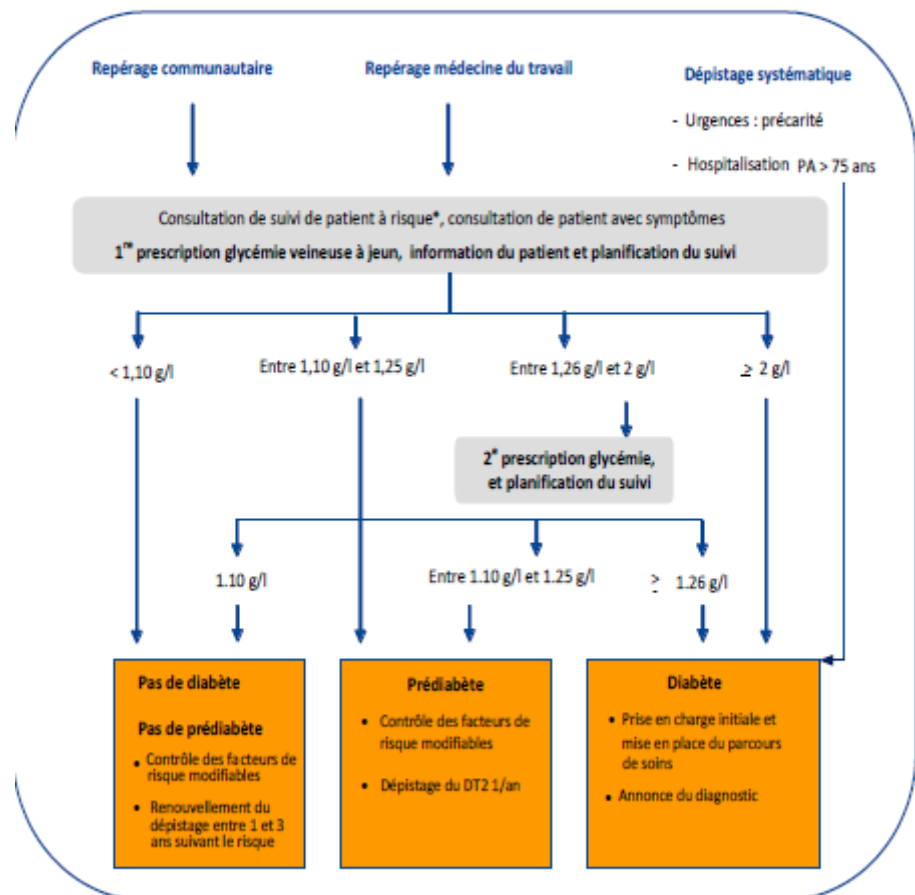 Repérage communautaire
Repérage médecine du travail
Dépistage systématique
- Urgences : précarité
- Hospitalisation PA > 75 ans
Consultation de suivi de patient à risque*, consultation de patient avec symptômes
1re prescription glycémie veineuse à jeun, information du patient et planification du suivi
< 1,10 g/l
Entre 1,10 g/l et 1,25 g/l
Entre 1,26 g/l et 2 g/l
≥ 2 g/l
2e prescription glycémie,
et planification du suivi
1.10 g/l
Entre 1.10 g/l et 1.25 g/l
≥ 1.26 g/l
Pas de diabète
Pas de prédiabète
• Contrôle des facteurs de
risque modifiables
• Renouvellement du
dépistage entre 1 et 3
ans suivant le risque
Prédiabète
• Contrôle des facteurs de
risque modifiables
• Dépistage du DT2 1/an
Diabète
• Prise en charge initiale et
mise en place du parcours
de soins
• Annonce du diagnostic